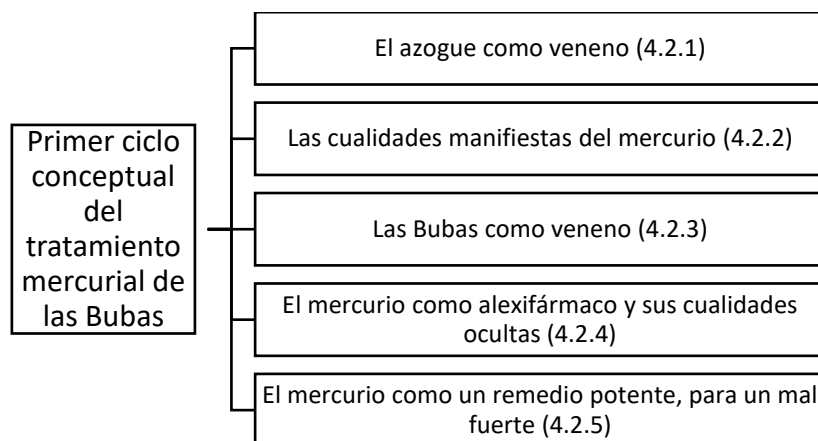 Primer ciclo
conceptual
del
tratamiento
mercurial de
las Bubas
El azogue como veneno (4.2.1)
Las cualidades manifiestas del mercurio (4.2.2)
Las Bubas como veneno (4.2.3)
El mercurio como alexifármaco y sus cualidades
ocultas (4.2.4)
El mercurio como un remedio potente, para un mal
fuerte (4.2.5)